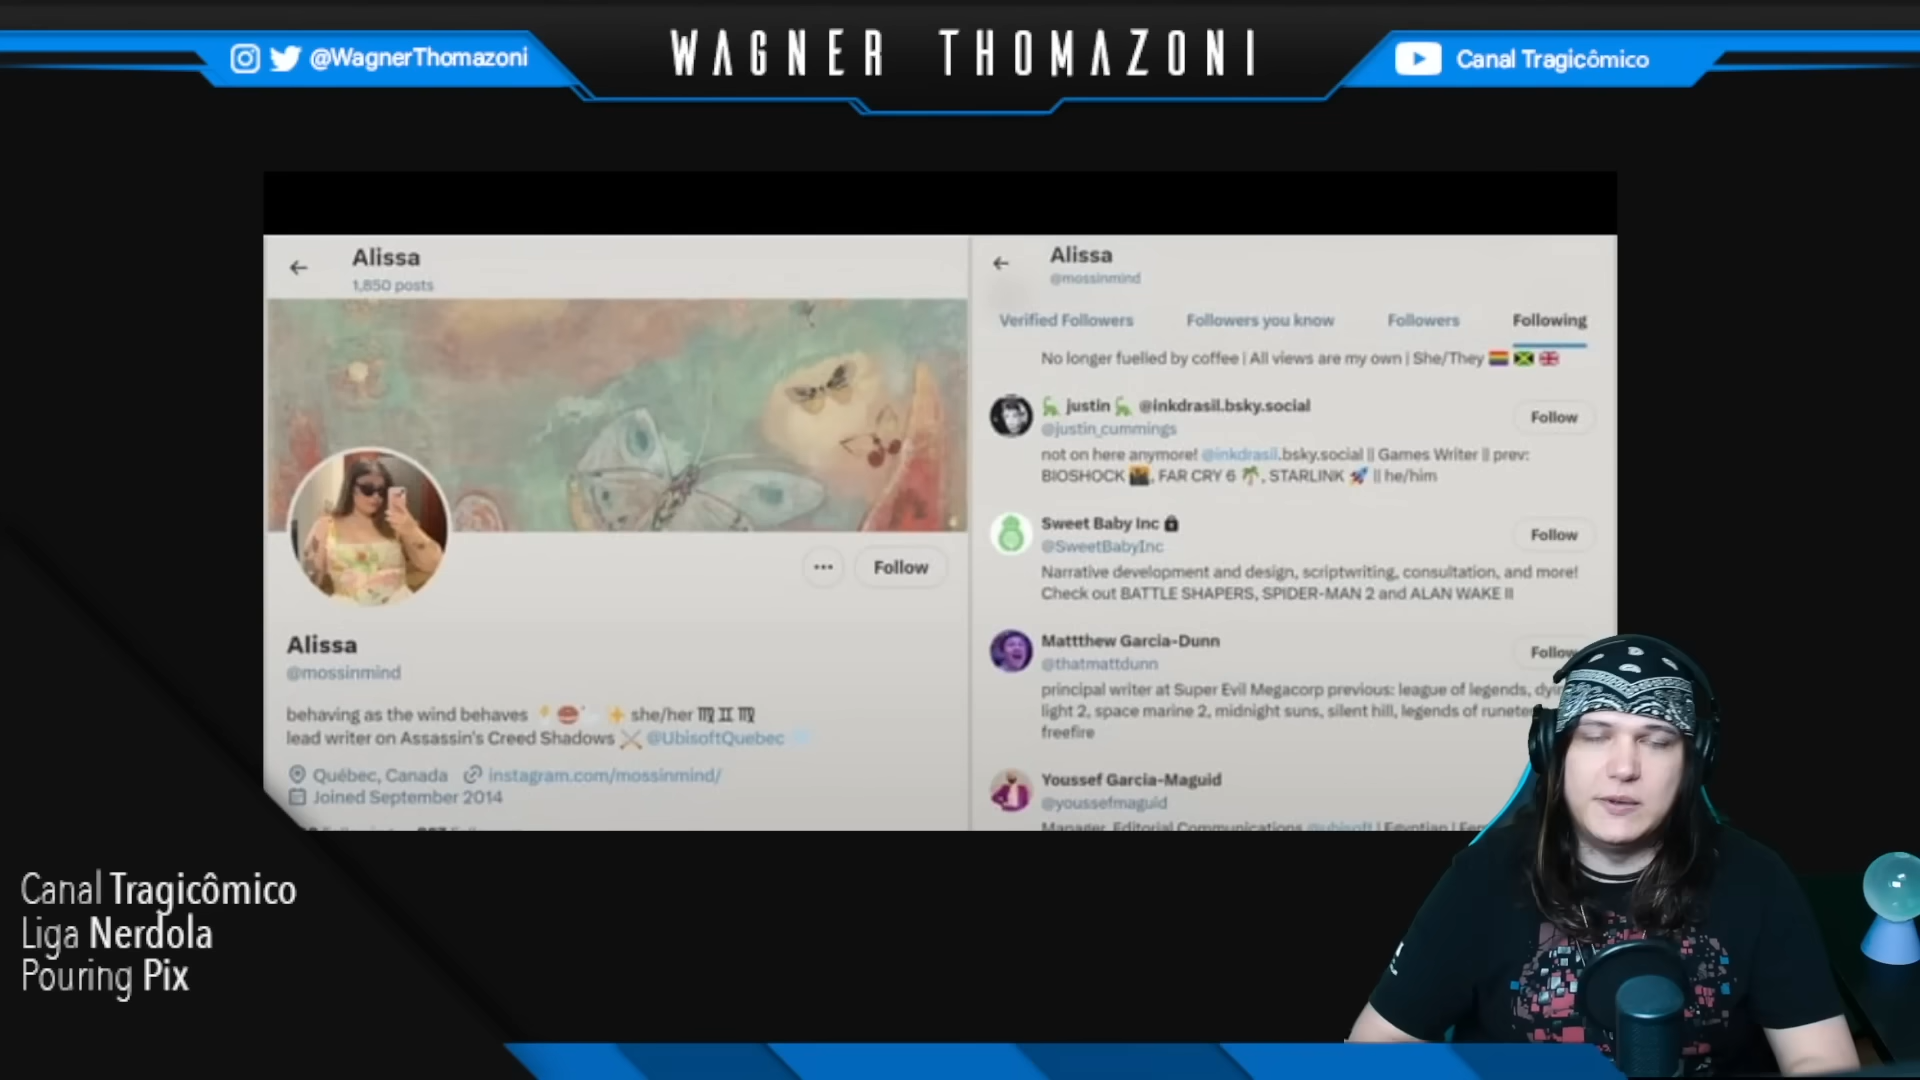 @WagnerThomazoni
WAGNER THOMAZONI
Canal Tragicômico
Alissa
1,850 posts
Follow
Alissa
@mossinmind
behaving as the wind behaves she/her ♍ ♊ ♍
lead writer on Assassin's Creed Shadows ⚔ @UbisoftQuebec
Québec, Canada instagram.com/mossinmind/
Joined September 2014
Alissa
@mossinmind
Verified Followers Followers you know Followers Following
No longer fuelled by coffee | All views are my own | She/They 🏳️‍🌈 🇯🇲 🇬🇧
🦕 justin 🦕 @inkdrasil.bsky.social
@justin_cummings
Follow
not on here anymore! @inkdrasil.bsky.social || Games Writer || prev:
BIOSHOCK, FAR CRY 6 🌴, STARLINK 🚀 || he/him
Sweet Baby Inc 🔒
@SweetBabyInc
Follow
Narrative development and design, scriptwriting, consultation, and more!
Check out BATTLE SHAPERS, SPIDER-MAN 2 and ALAN WAKE II
Mattthew Garcia-Dunn
@thatmattdunn
Follow
principal writer at Super Evil Megacorp previous: league of legends,
light 2, space marine 2, midnight suns, silent hill, legends of
freefire
Youssef Garcia-Maguid
@youssefmaguid
Manager, Editorial Communications @ubisoft | Egyptian |
Canal Tragicômico
Liga Nerdola
Pouring Pix